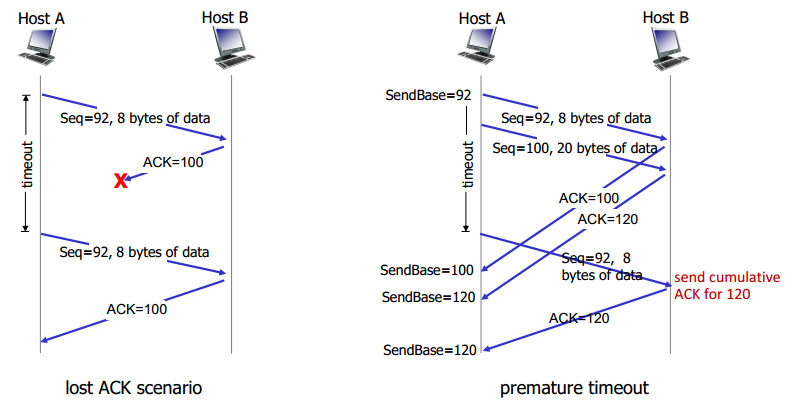 Host A
Host B
Seq=92, 8 bytes of data
timeout
ACK=100
X
Seq=92, 8 bytes of data
ACK=100
lost ACK scenario
Host A
Host B
SendBase=92
Seq=92, 8 bytes of data
Seq=100, 20 bytes of data
timeout
ACK=100
ACK=120
Seq=92, 8
bytes of data
SendBase=100
SendBase=120
send cumulative
ACK for 120
ACK=120
SendBase=120
premature timeout